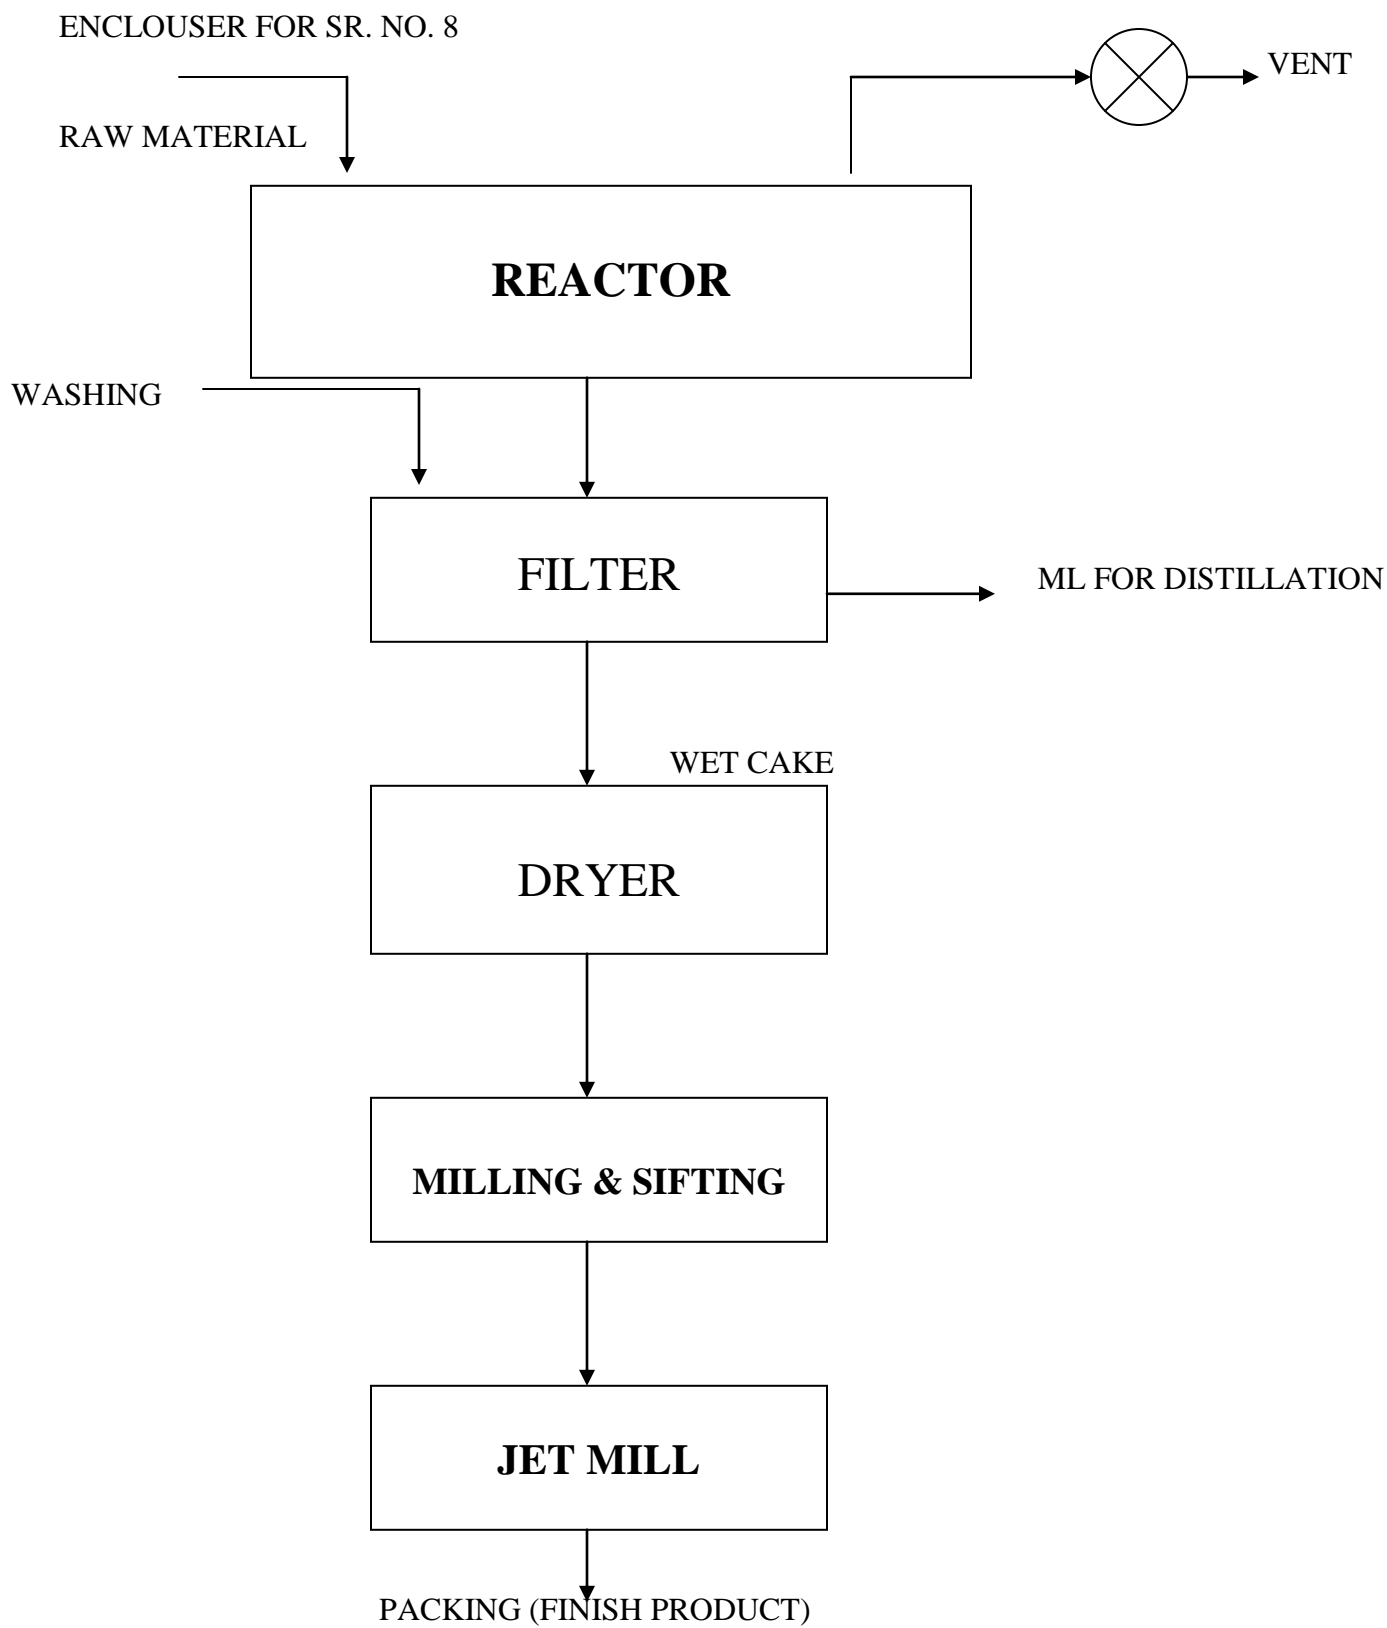 ENCLOUSER FOR SR. NO. 8
VENT
RAW MATERIAL
REACTOR
WASHING
FILTER
ML FOR DISTILLATION
WET CAKE
DRYER
MILLING & SIFTING
JET MILL
PACKING (FINISH PRODUCT)